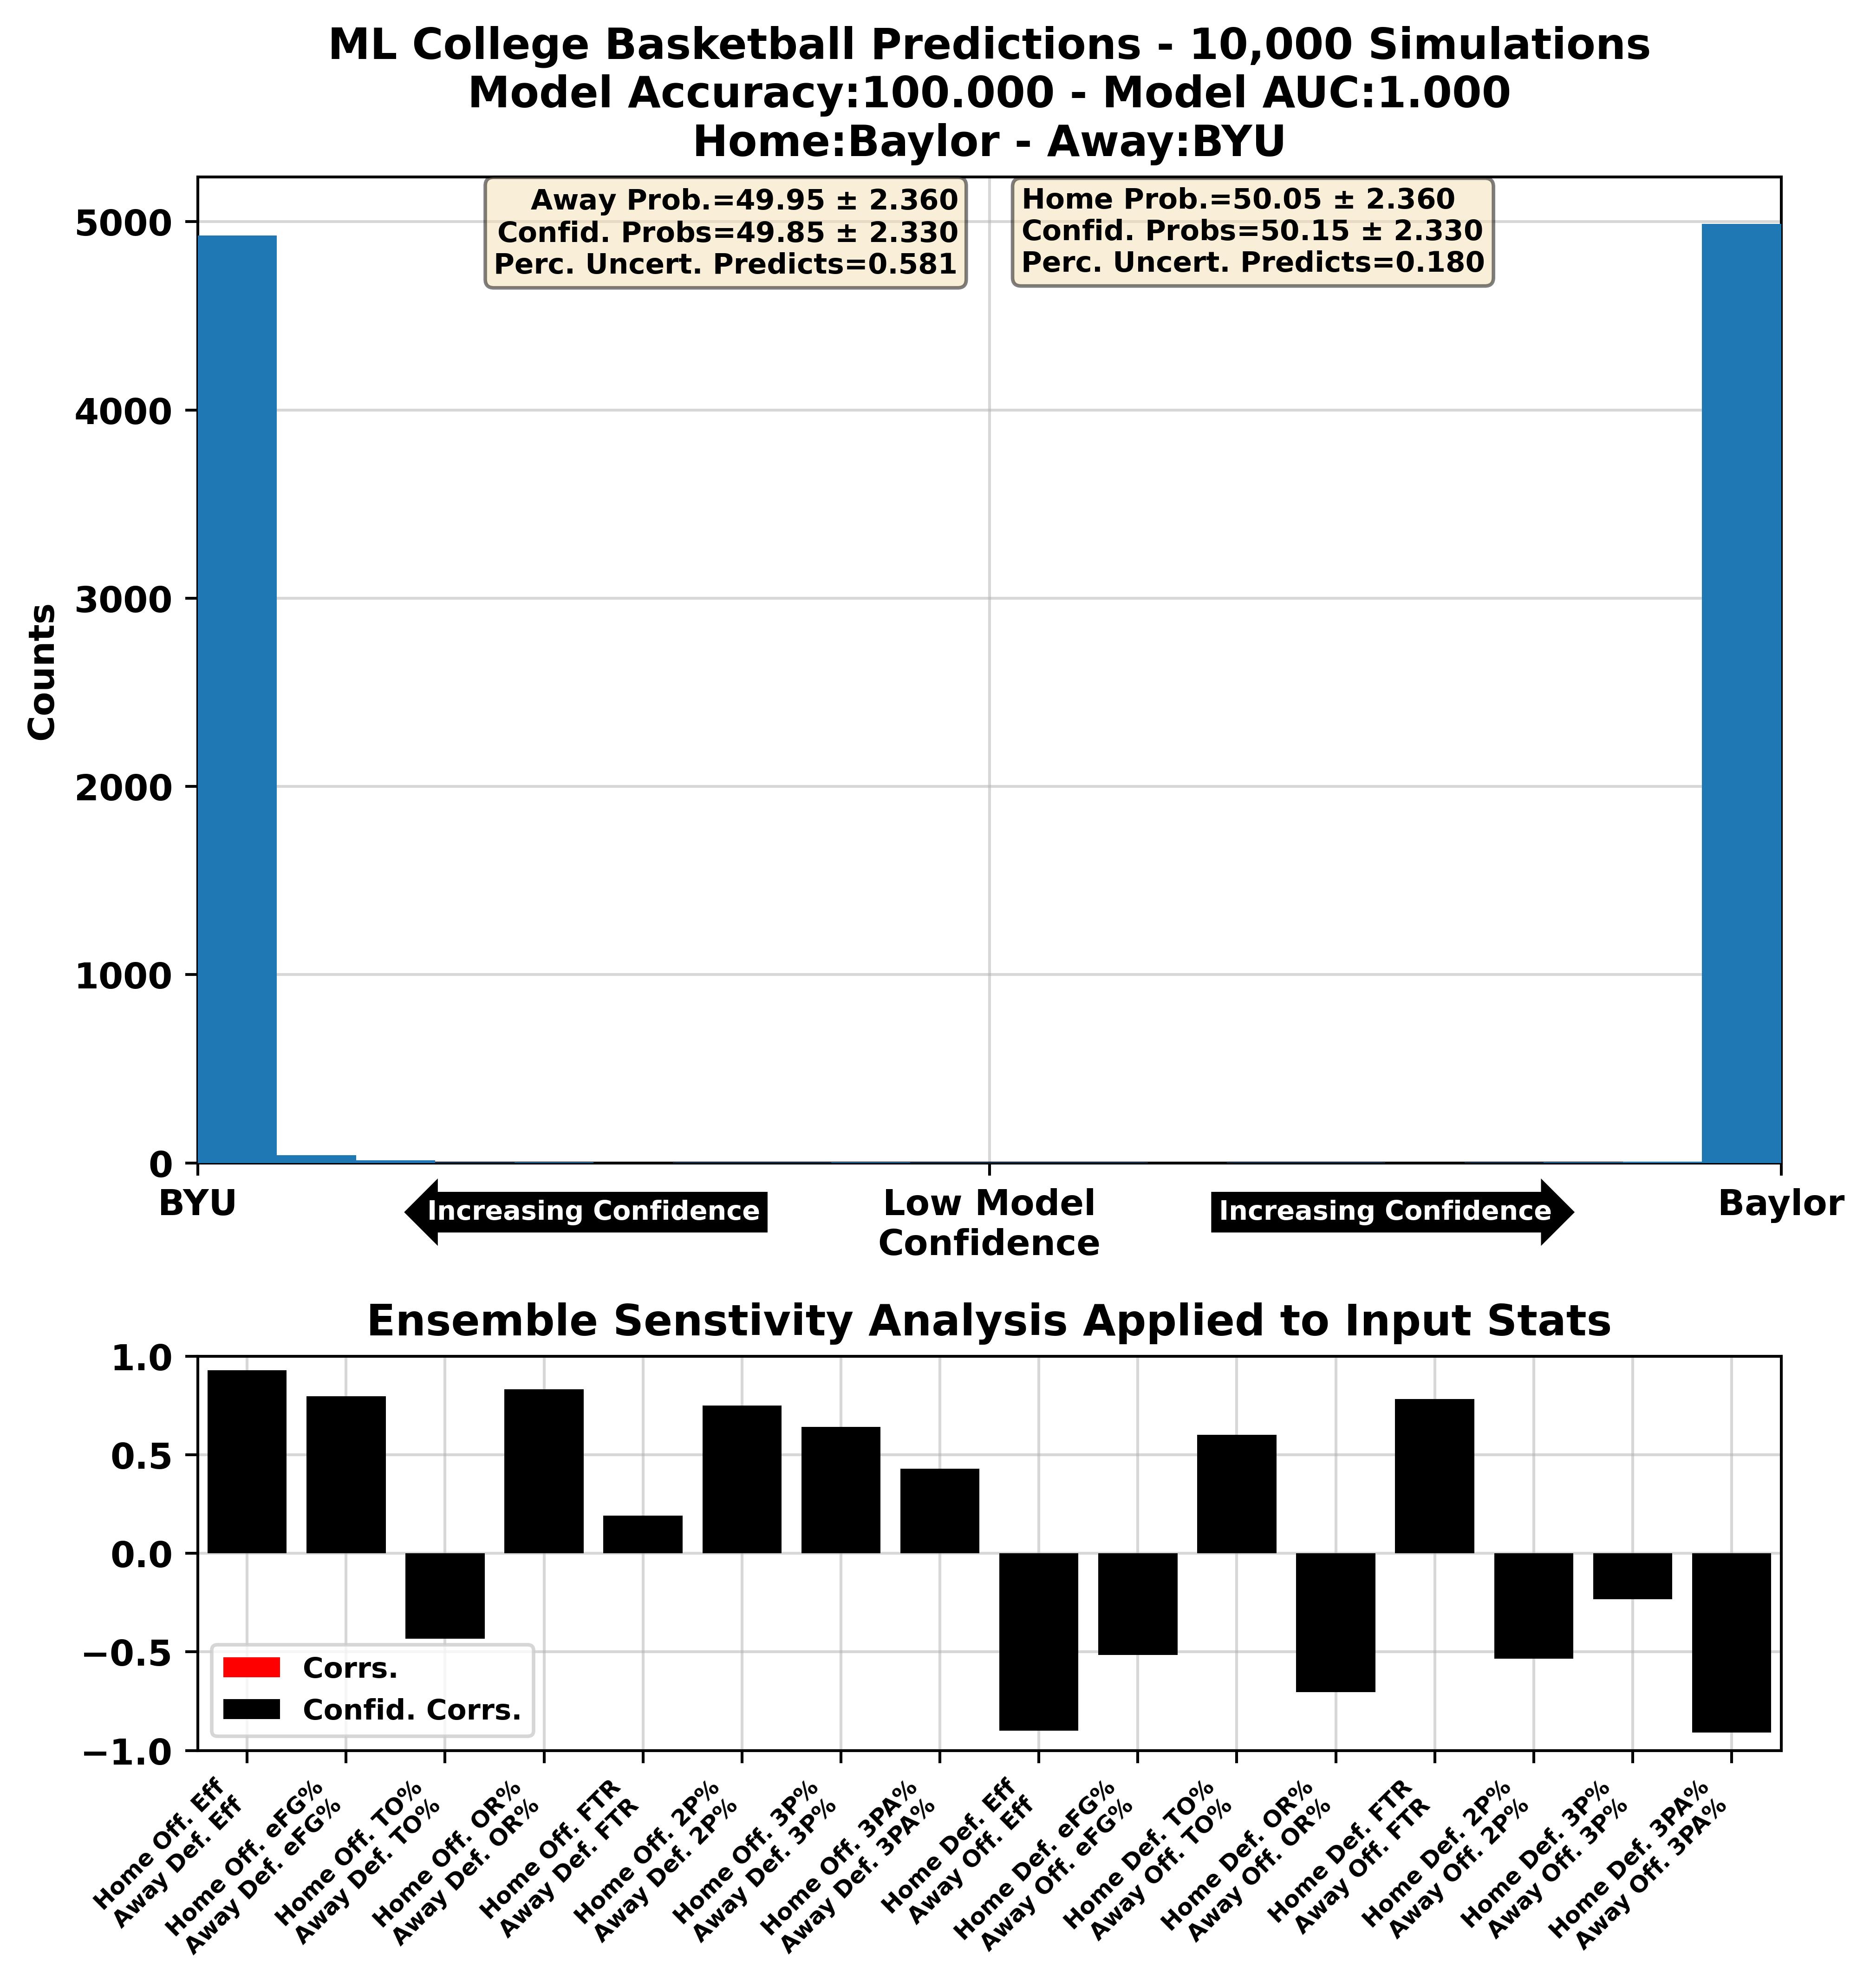 ML College Basketball Predictions - 10,000 Simulations
Model Accuracy:100.000 - Model AUC:1.000
Home:Baylor - Away:BYU
Away Prob.=49.95 ± 2.360
Confid. Probs=49.85 ± 2.330
Perc. Uncert. Predicts=0.581
Home Prob.=50.05 ± 2.360
Confid. Probs=50.15 ± 2.330
Perc. Uncert. Predicts=0.180
5000
4000
3000
2000
1000
0
Counts
BYU
Increasing Confidence
Low Model
Confidence
Increasing Confidence
Baylor
Ensemble Senstivity Analysis Applied to Input Stats
1.0
0.5
0.0
−0.5
−1.0
Corrs.
Confid. Corrs.
Home Off. Eff
Away Def. Eff
Home Off. eFG%
Away Def. eFG%
Home Off. TO%
Away Def. TO%
Home Off. OR%
Away Def. OR%
Home Off. FTR
Away Def. FTR
Home Off. 2P%
Away Def. 2P%
Home Off. 3P%
Away Def. 3P%
Home Off. 3PA%
Away Def. 3PA%
Home Def. Eff
Away Off. Eff
Home Def. eFG%
Away Off. eFG%
Home Def. TO%
Away Off. TO%
Home Def. OR%
Away Off. OR%
Home Def. FTR
Away Off. FTR
Home Def. 2P%
Away Off. 2P%
Home Def. 3P%
Away Off. 3P%
Home Def. 3PA%
Away Off. 3PA%